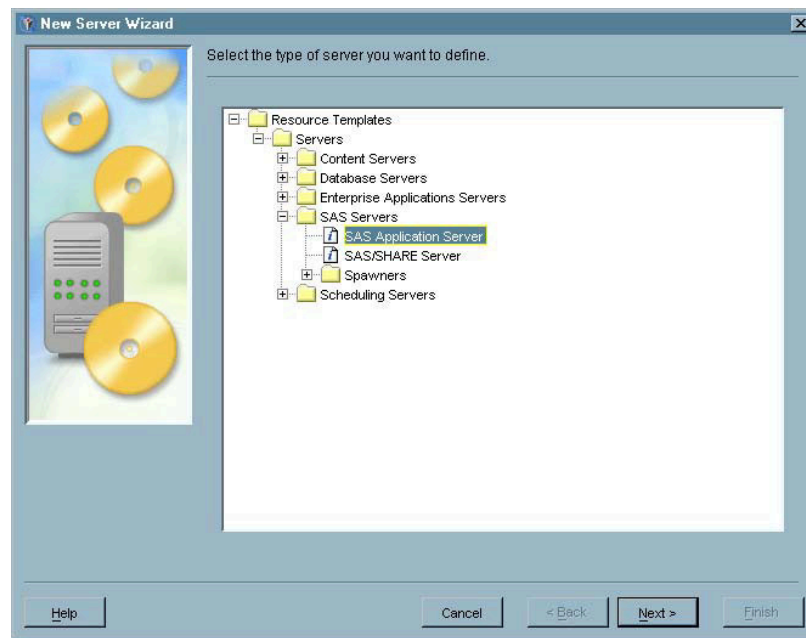 New Server Wizard
Select the type of server you want to define.
Resource Templates
Servers
Content Servers
Database Servers
Enterprise Applications Servers
SAS Servers
SAS Application Server
SAS/SHARE Server
Spawners
Scheduling Servers
Help Cancel < Back Next > Finish